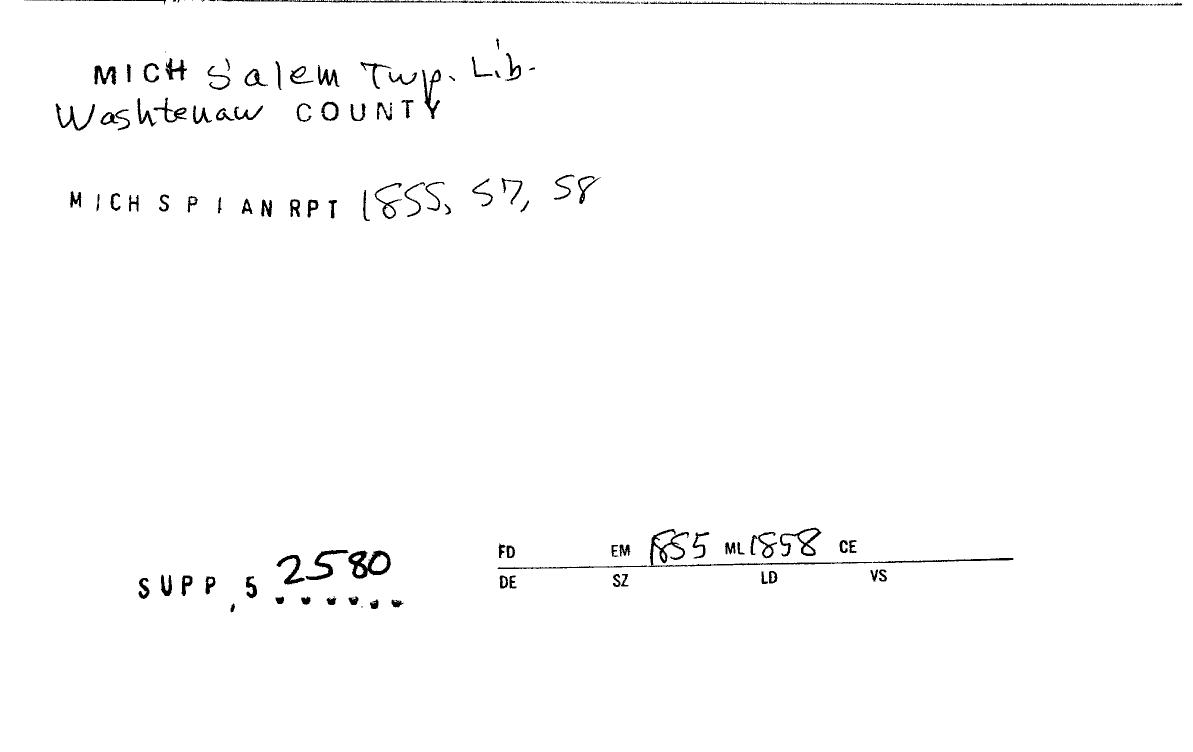 MICH Salem Twp. Lib.
Washtenaw COUNTY
MICH S P I AN RPT 1855, 57, 58
FD EM 1855 ML 1858 CE
SUPP,5 2580
DE SZ LD VS